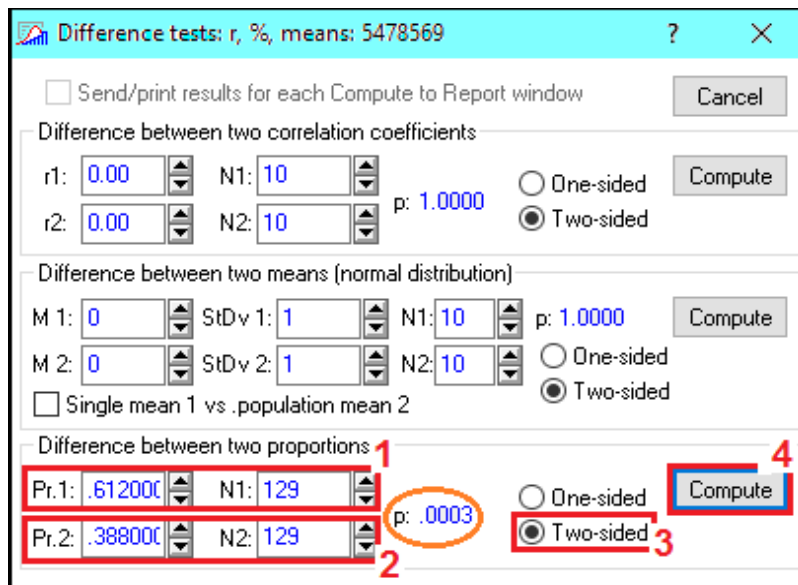 Difference tests: r, %, means: 5478569 ? X
Send/print results for each Compute to Report window Cancel
Difference between two correlation coefficients
r1: 0.00 N1: 10 p: 1.0000 One-sided Compute
r2: 0.00 N2: 10 Two-sided
Difference between two means (normal distribution)
M 1: 0 StDv 1: 1 N1: 10 p: 1.0000 Compute
M 2: 0 StDv 2: 1 N2: 10 One-sided
Two-sided
Single mean 1 vs .population mean 2
Difference between two proportions 1 4
Pr.1: .612000 N1: 129 p: .0003 One-sided Compute
Pr.2: .388000 N2: 129 Two-sided 3
2